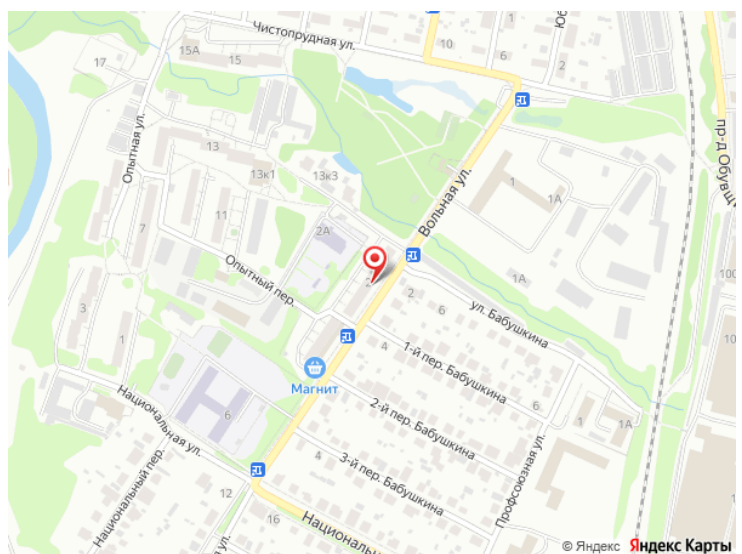 Чистопрудная ул.
15А
15
10
6
1
17
Опытная ул.
13
13к1
13к3
1
1А
Вольная ул.
пр-д Обувщ
7
11
2А
Опытный пер.
1А
100
3
1
2
6
ул. Бабушкина
4
1-й пер. Бабушкина
Магнит
6
1А
2-й пер. Бабушкина
6
Национальная ул.
4
3-й пер. Бабушкина
Профсоюзная ул.
Национальный пер.
12
16
Национальн
© Яндекс Яндекс Карты